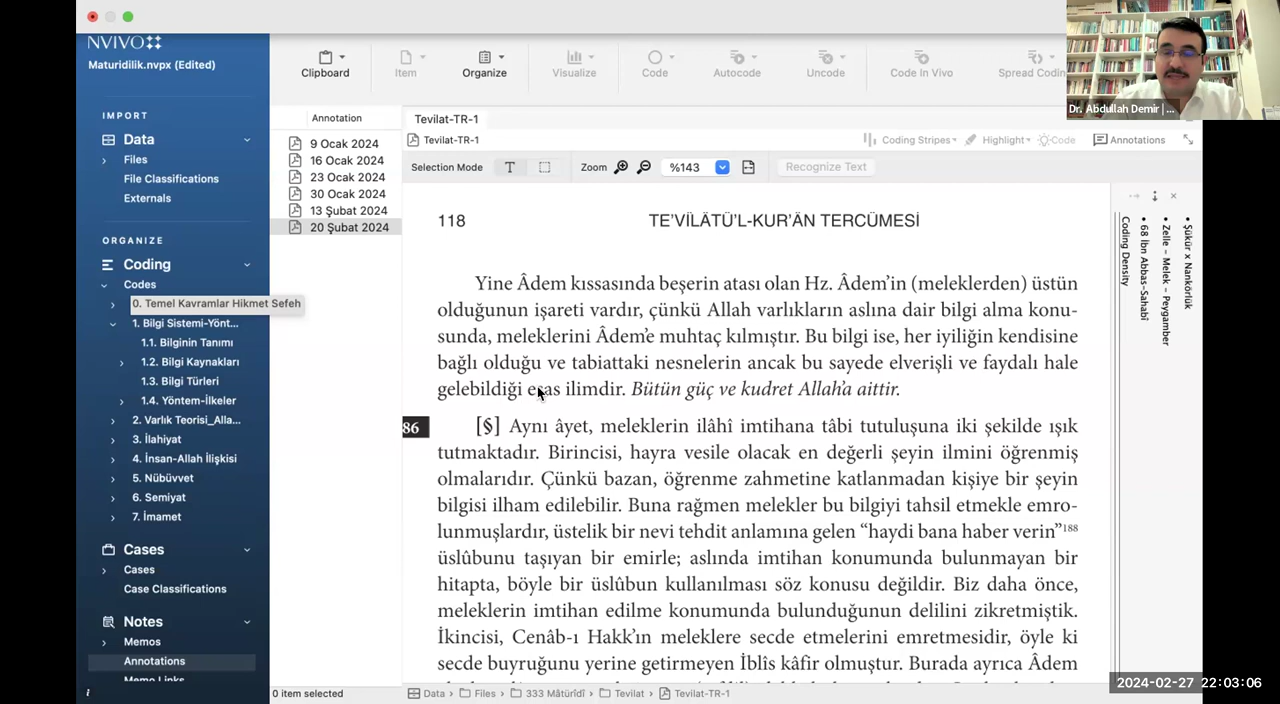 NVIVO
Maturidilik.nvpx (Edited)
IMPORT
Data
Files
File Classifications
Externals
ORGANIZE
Coding
Codes
0. Temel Kavramlar Hikmet Sefeh
1. Bilgi Sistemi-Yönt...
1.1. Bilginin Tanımı
1.2. Bilgi Kaynakları
1.3. Bilgi Türleri
1.4. Yöntem-İlkeler
2. Varlık Teorisi_Alla...
3. İlahiyat
4. İnsan-Allah İlişkisi
5. Nübüvvet
6. Semiyat
7. İmamet
Cases
Cases
Case Classifications
Notes
Memos
Annotations
Memo Links
Clipboard
Item
Organize
Visualize
Code
Autocode
Uncode
Code In Vivo
Spread Codin
Annotation
9 Ocak 2024
16 Ocak 2024
23 Ocak 2024
30 Ocak 2024
13 Şubat 2024
20 Şubat 2024
0 item selected
Tevilat-TR-1
Tevilat-TR-1
Coding Stripes
Highlight
Code
Annotations
Selection Mode
T
Zoom
%143
Recognize Text
118 TE’VÎLÂTÜ’L-KUR’ÂN TERCÜMESİ
Yine Âdem kıssasında beşerin atası olan Hz. Âdem’in (meleklerden) üstün
olduğunun işareti vardır, çünkü Allah varlıkların aslına dair bilgi alma konu-
sunda, meleklerini Âdem’e muhtaç kılmıştır. Bu bilgi ise, her iyiliğin kendisine
bağlı olduğu ve tabiattaki nesnelerin ancak bu sayede elverişli ve faydalı hale
gelebildiği esas ilimdir. Bütün güç ve kudret Allah’a aittir.
86 [§] Aynı âyet, meleklerin ilâhî imtihana tâbi tutuluşuna iki şekilde ışık
tutmaktadır. Birincisi, hayra vesile olacak en değerli şeyin ilmini öğrenmiş
olmalarıdır. Çünkü bazan, öğrenme zahmetine katlanmadan kişiye bir şeyin
bilgisi ilham edilebilir. Buna rağmen melekler bu bilgiyi tahsil etmekle emro-
lunmuşlardır, üstelik bir nevi tehdit anlamına gelen “haydi bana haber verin”188
üslûbunu taşıyan bir emirle; aslında imtihan konumunda bulunmayan bir
hitapta, böyle bir üslûbun kullanılması söz konusu değildir. Biz daha önce,
meleklerin imtihan edilme konumunda bulunduğunun delilini zikretmiştik.
İkincisi, Cenâb-ı Hakk’ın meleklere secde etmelerini emretmesidir, öyle ki
secde buyruğunu yerine getirmeyen İblîs kâfir olmuştur. Burada ayrıca Âdem
Şükür x Nankörlük
Zelle - Melek - Peygamber
68 İbn Abbas-Sahabî
Coding Density
Data
Files
333 Mâtürîdî
Tevilat
Tevilat-TR-1
Dr. Abdullah Demir | ...
2024-02-27 22:03:06